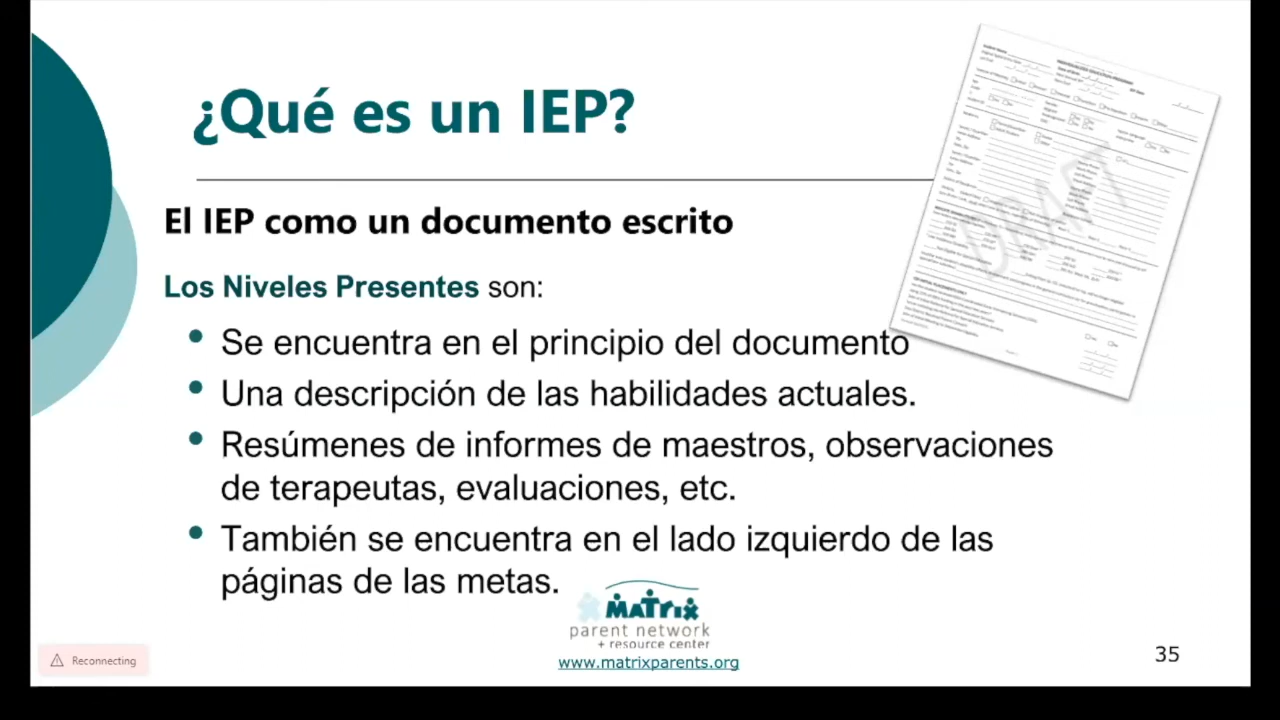 ¿Qué es un IEP?
El IEP como un documento escrito
Los Niveles Presentes son:
• Se encuentra en el principio del documento
• Una descripción de las habilidades actuales.
• Resúmenes de informes de maestros, observaciones
de terapeutas, evaluaciones, etc.
• También se encuentra en el lado izquierdo de las
páginas de las metas.
DRAFT
MATrix
parent network
+ resource center
www.matrixparents.org
Reconnecting
35